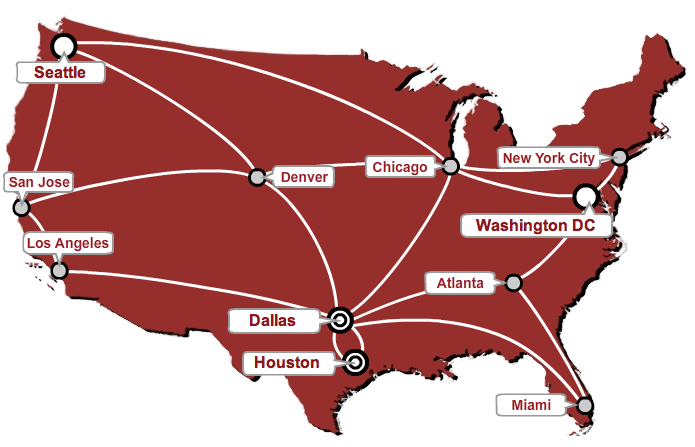 Seattle
New York City
Chicago
Denver
San Jose
Washington DC
Los Angeles
Atlanta
Dallas
Houston
Miami